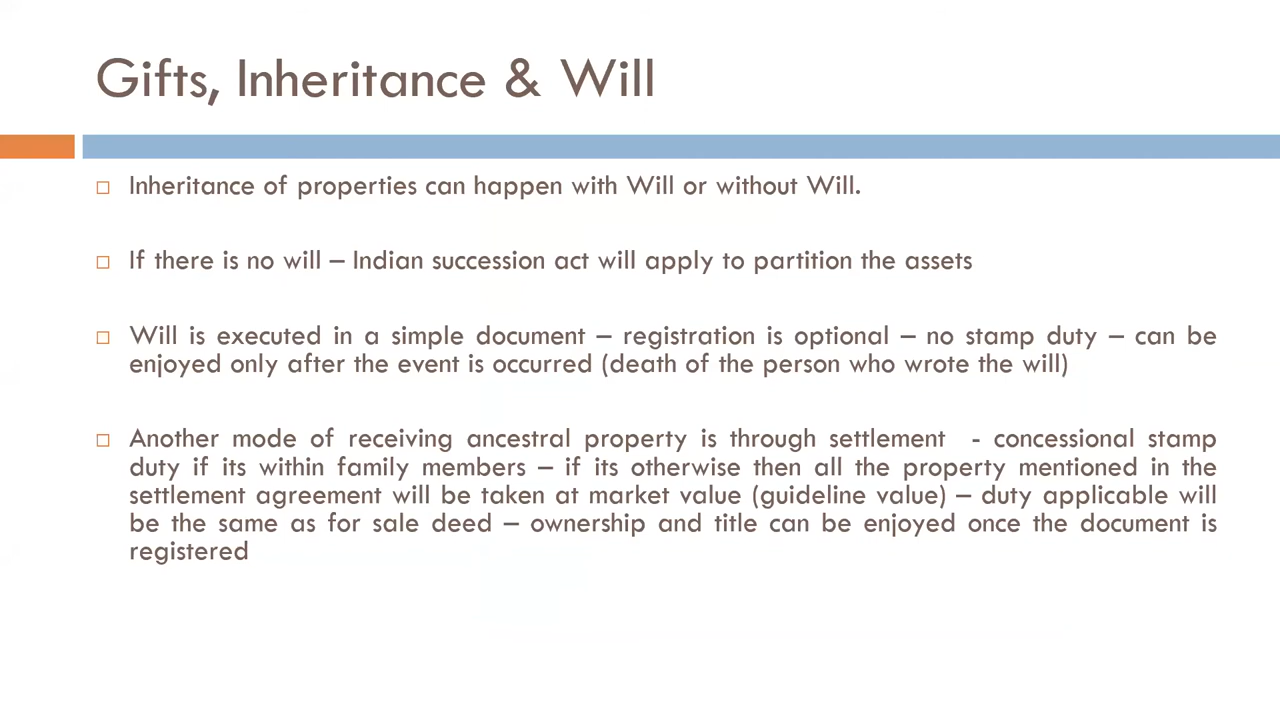 Gifts, Inheritance & Will
Inheritance of properties can happen with Will or without Will.
If there is no will – Indian succession act will apply to partition the assets
Will is executed in a simple document – registration is optional – no stamp duty – can be
enjoyed only after the event is occurred (death of the person who wrote the will)
Another mode of receiving ancestral property is through settlement - concessional stamp
duty if its within family members – if its otherwise then all the property mentioned in the
settlement agreement will be taken at market value (guideline value) – duty applicable will
be the same as for sale deed – ownership and title can be enjoyed once the document is
registered